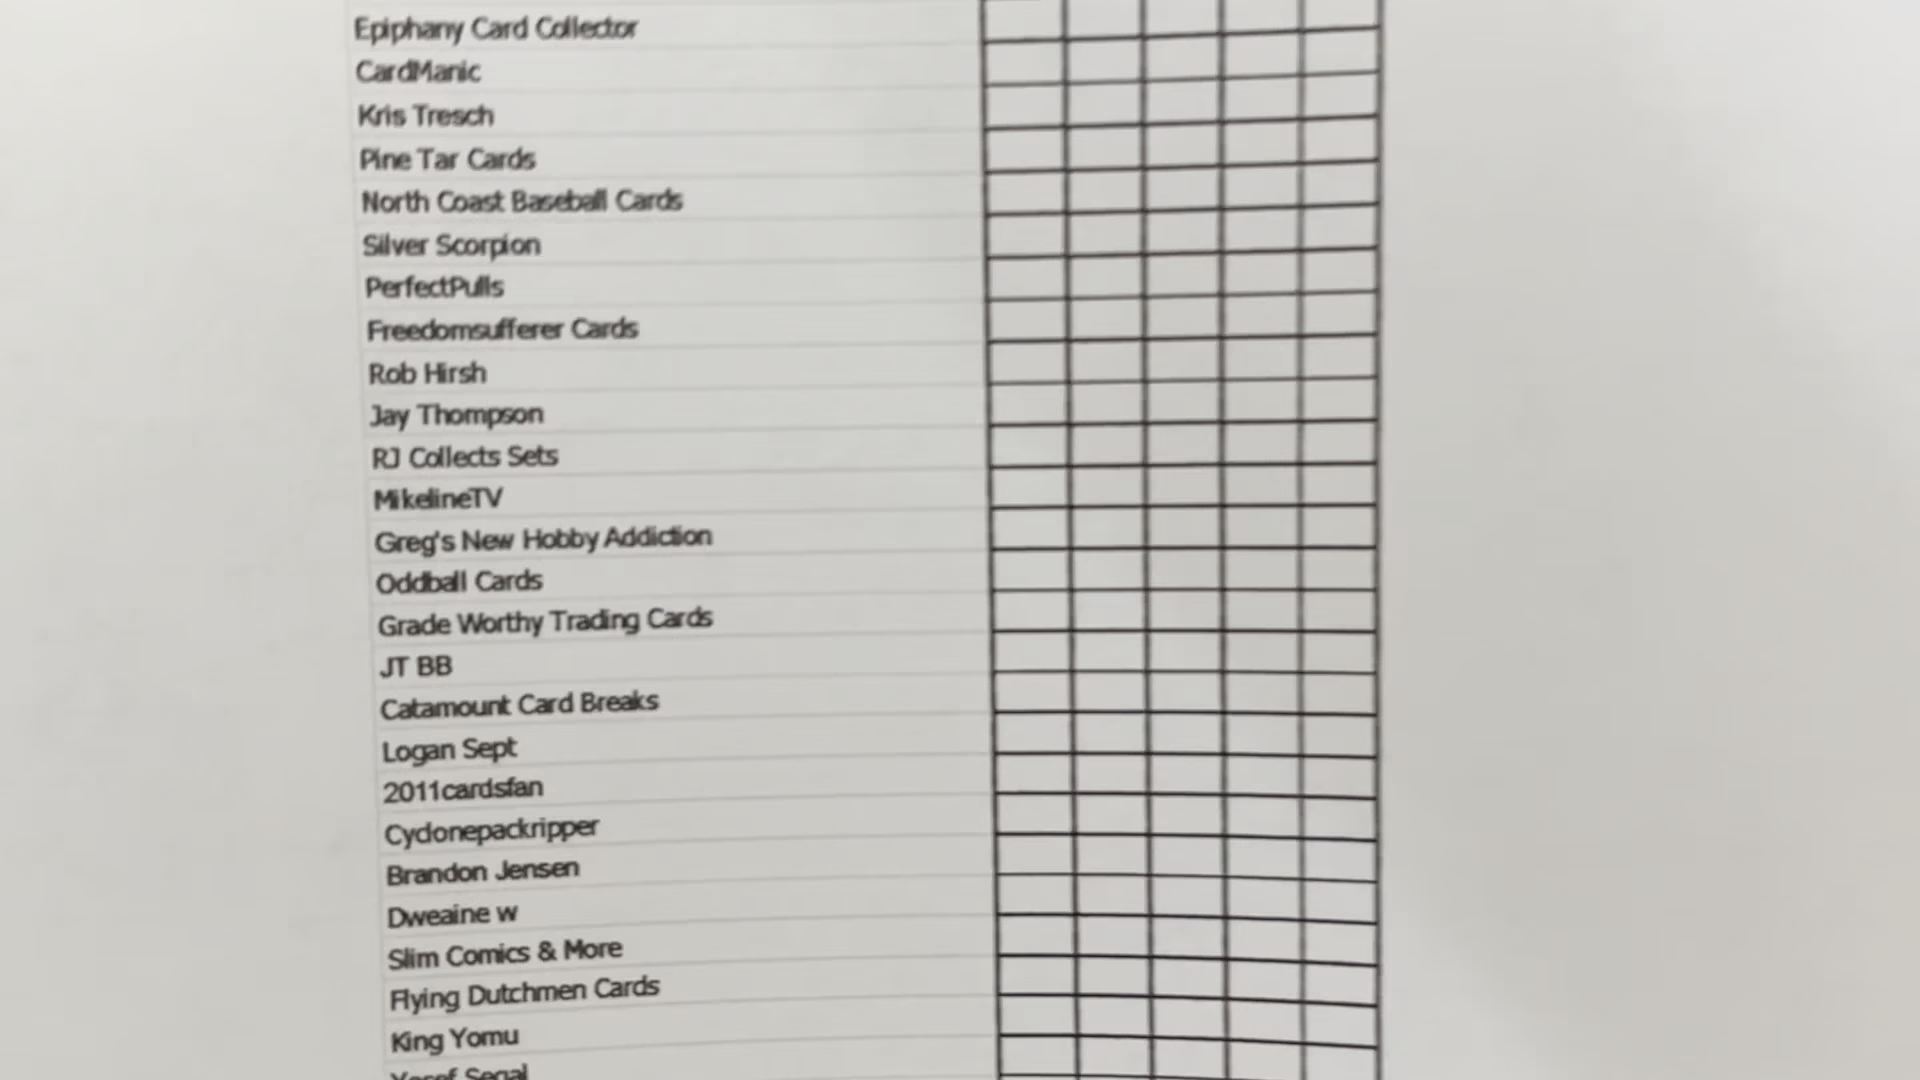 Epiphany Card Collector
CardManic
Kris Tresch
Pine Tar Cards
North Coast Baseball Cards
Silver Scorpion
PerfectPulls
Freedomsufferer Cards
Rob Hirsh
Jay Thompson
RJ Collects Sets
MikelineTV
Greg's New Hobby Addiction
Oddball Cards
Grade Worthy Trading Cards
JT BB
Catamount Card Breaks
Logan Sept
2011cardsfan
Cyclonepackripper
Brandon Jensen
Dweaine w
Slim Comics & More
Flying Dutchmen Cards
King Yomu
Yosef Segal